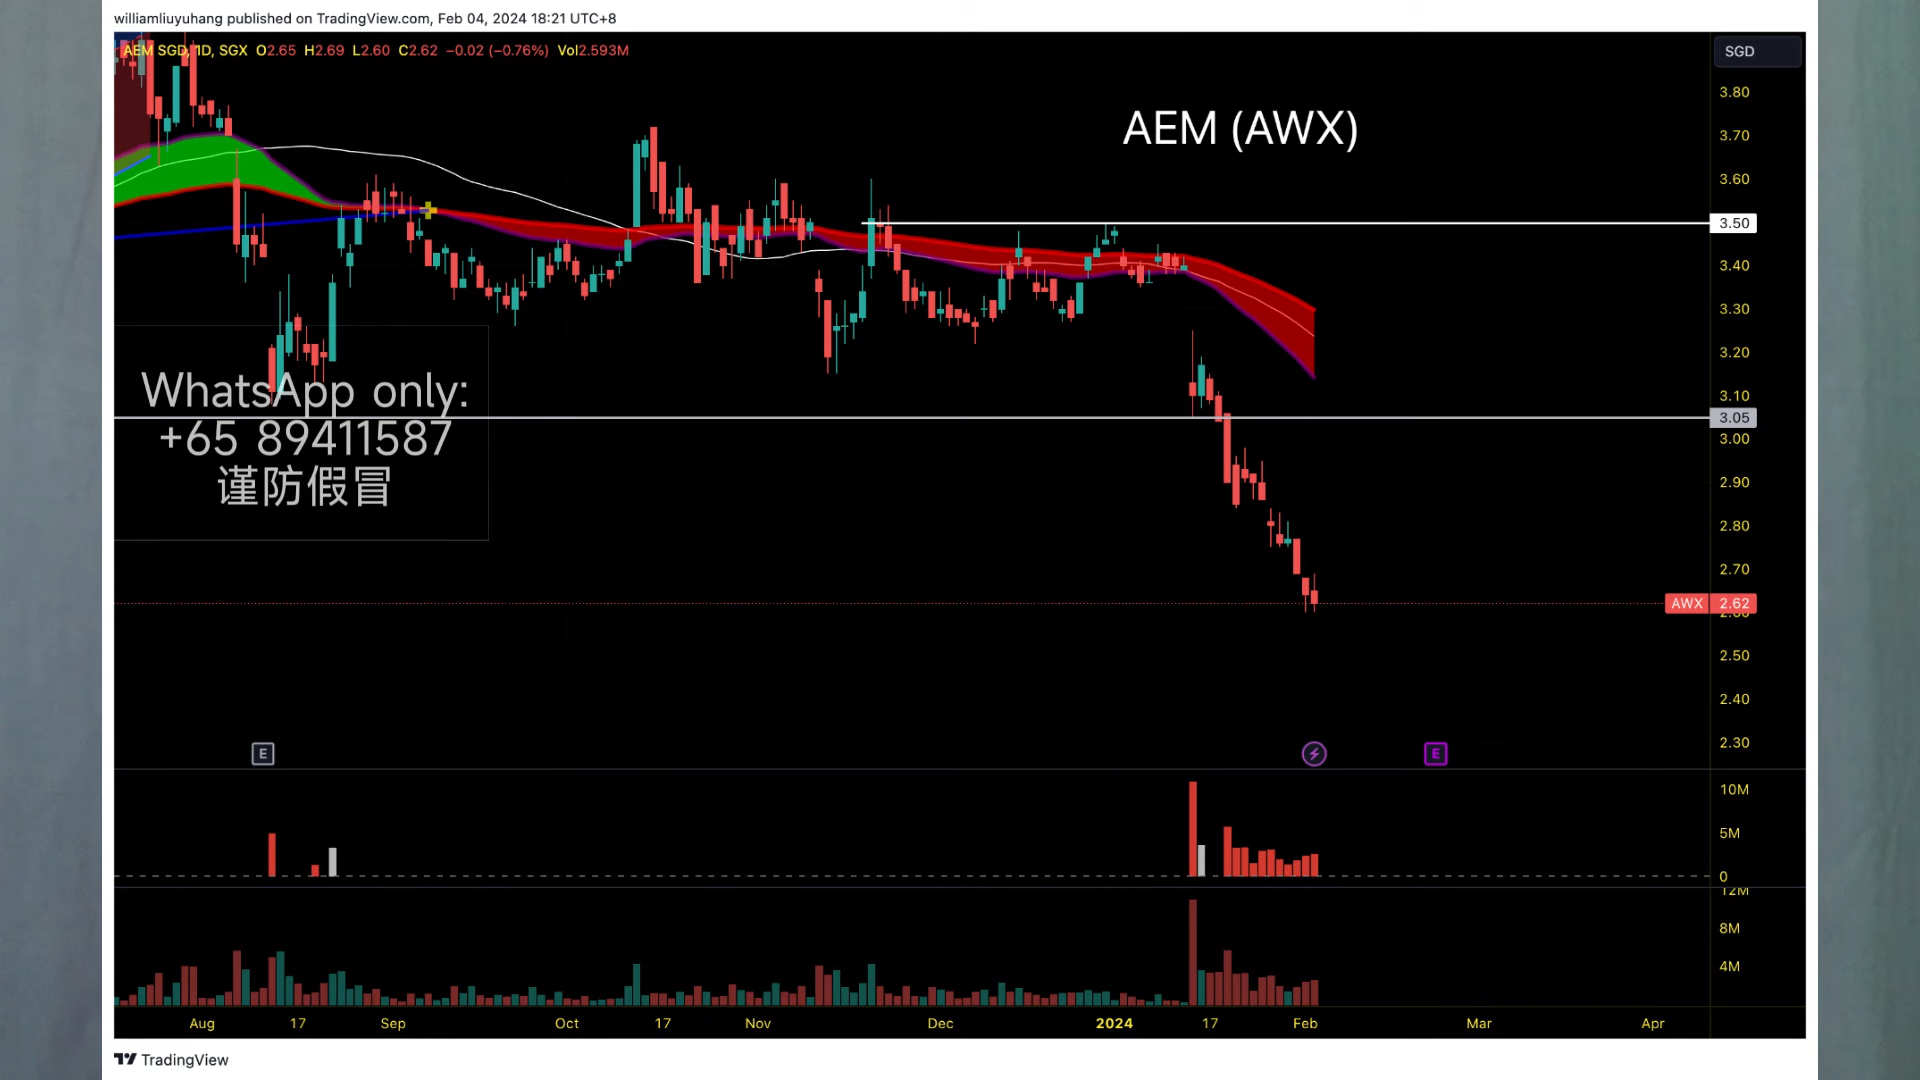 williamliuyuhang published on TradingView.com, Feb 04, 2024 18:21 UTC+8
AEM SGD, 1D, SGX O2.65 H2.69 L2.60 C2.62 −0.02 (−0.76%) Vol2.593M
SGD
3.80
AEM (AWX)
3.70
3.60
3.50
3.40
3.30
3.20
3.10
WhatsApp only:
3.05
+65 89411587
3.00
谨防假冒
2.90
2.80
2.70
AWX 2.62
2.60
2.50
2.40
2.30
E
E
10M
5M
0
12M
8M
4M
Aug 17 Sep Oct 17 Nov Dec 2024 17 Feb Mar Apr
TradingView